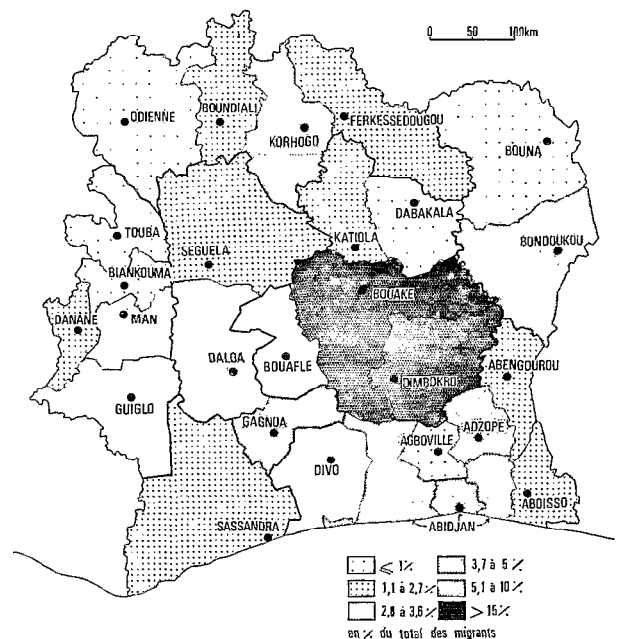 0 50 100km
ODIENNE
BOUNDIALI
KORHOGO
FERKESSEDOUGOU
BOUNA
DABAKALA
TOUBA
SEGUELA
KATIOLA
BONDOUKOU
BIANKOUMA
BOUAKE
DANANE
MAN
DALOA
BOUAFLE
DIMBOKRO
ABENGOUROU
GUIGLO
GAGNOA
AGBOVILLE
ADZOPE
DIVO
ABOISSO
SASSANDRA
ABIDJAN
⩽ 1%
1,1 à 2,7%
2,8 à 3,6%
3,7 à 5 %
5,1 à 10%
> 15%
en % du total des migrants